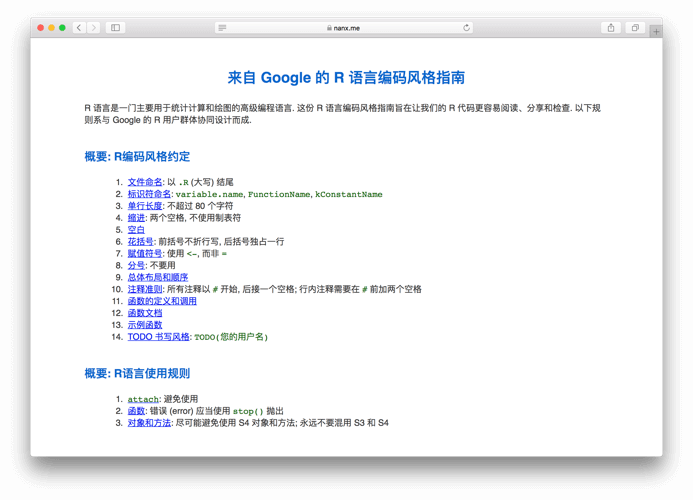 nanx.me
来自 Google 的 R 语言编码风格指南
R 语言是一门主要用于统计计算和绘图的高级编程语言. 这份 R 语言编码风格指南旨在让我们的 R 代码更容易阅读、分享和检查. 以下规
则系与 Google 的 R 用户群体协同设计而成.
概要: R编码风格约定
1. 文件命名: 以 .R (大写) 结尾
2. 标识符命名: variable.name, FunctionName, kConstantName
3. 单行长度: 不超过 80 个字符
4. 缩进: 两个空格, 不使用制表符
5. 空白
6. 花括号: 前括号不折行写, 后括号独占一行
7. 赋值符号: 使用 <-, 而非 =
8. 分号: 不要用
9. 总体布局和顺序
10. 注释准则: 所有注释以 # 开始, 后接一个空格; 行内注释需要在 # 前加两个空格
11. 函数的定义和调用
12. 函数文档
13. 示例函数
14. TODO 书写风格: TODO(您的用户名)
概要: R语言使用规则
1. attach: 避免使用
2. 函数: 错误 (error) 应当使用 stop() 抛出
3. 对象和方法: 尽可能避免使用 S4 对象和方法; 永远不要混用 S3 和 S4